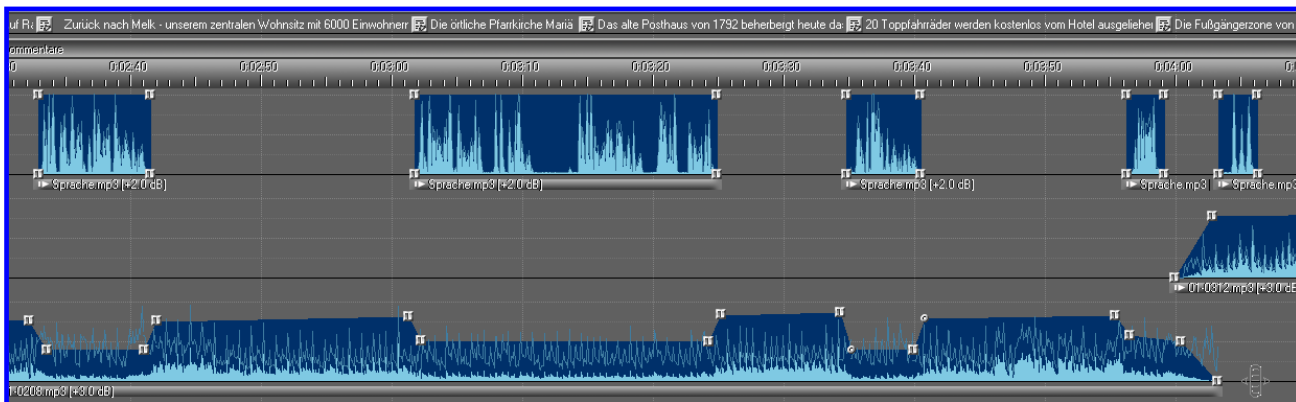 uf Ra Zurück nach Melk - unserem zentralen Wohnsitz mit 6000 Einwohnern Die örtliche Pfarrkirche Mariä Das alte Posthaus von 1792 beherbergt heute da: 20 Toppfahrräder werden kostenlos vom Hotel ausgeliehe Die Fußgängerzone von
ommentare
0:02:40 0:02:50 0:03:00 0:03:10 0:03:20 0:03:30 0:03:40 0:03:50 0:04:00
Sprache.mp3 [+2.0 dB] Sprache.mp3 [+2.0 dB] Sprache.mp3 [+2.0 dB] Sprache.mp3 Sprache.mp3
01-0312.mp3 [+3.0 dB
-0208.mp3 [+3.0 dB]